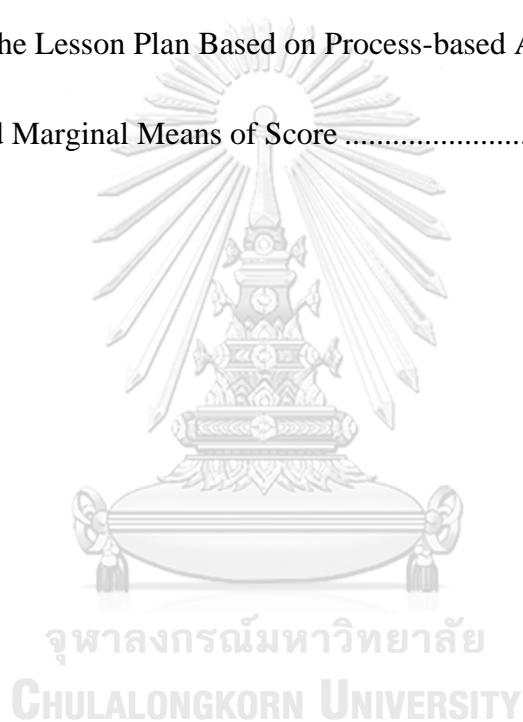 he Lesson Plan Based on Process-based A
d Marginal Means of Score .......................
จุฬาลงกรณ์มหาวิทยาลัย
CHULALONGKORN UNIVERSITY